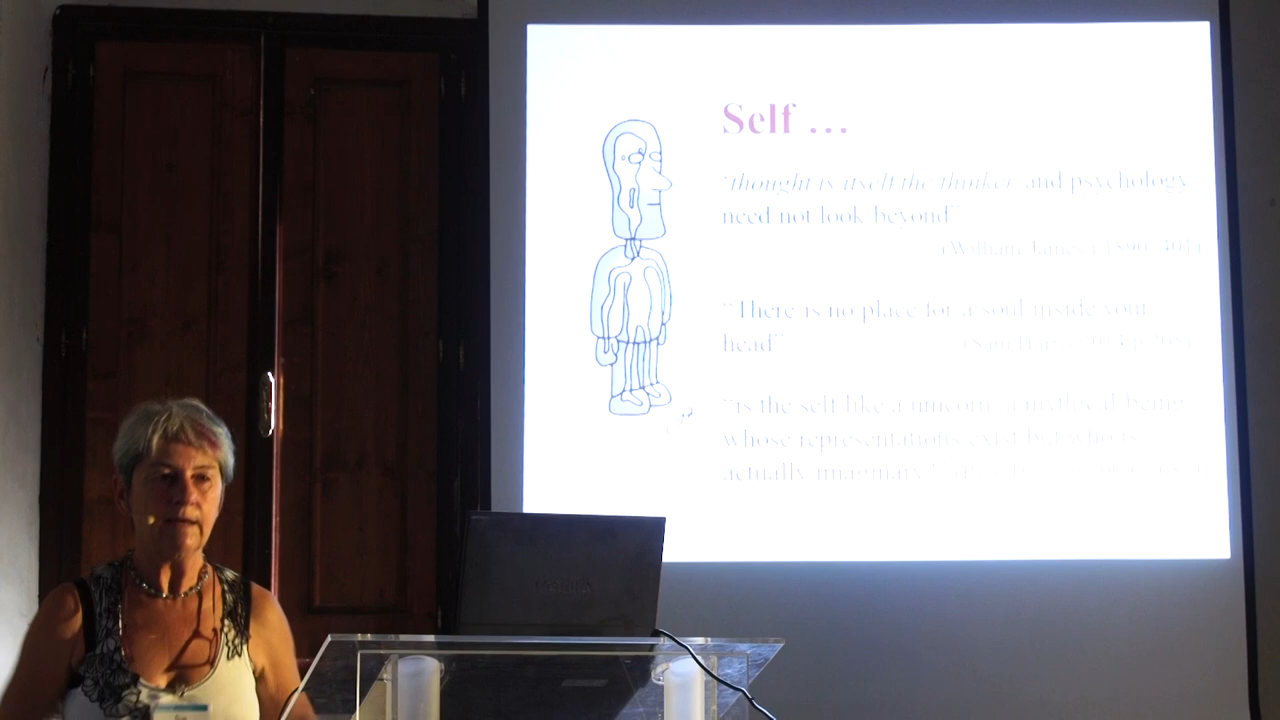 Self ...
“thought is itself the thinker, and psychology
need not look beyond”
(William James, 1890, 401)
“There is no place for a soul inside your
head”
“is the self like a unicorn, a mythical being
whose representations exist but who is
actually imaginary?
TOSHIBA